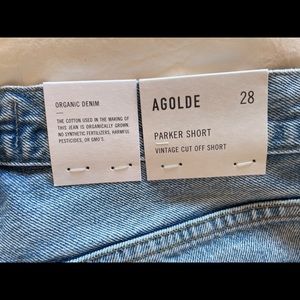 ORGANIC DENIM
THE COTTON USED IN THE MAKING OF
THIS JEAN IS ORGANICALLY GROWN.
NO SYNTHETIC FERTILIZERS, HARMFUL
PESTICIDES, OR GMO'S.
AGOLDE 28
PARKER SHORT
VINTAGE CUT OFF SHORT